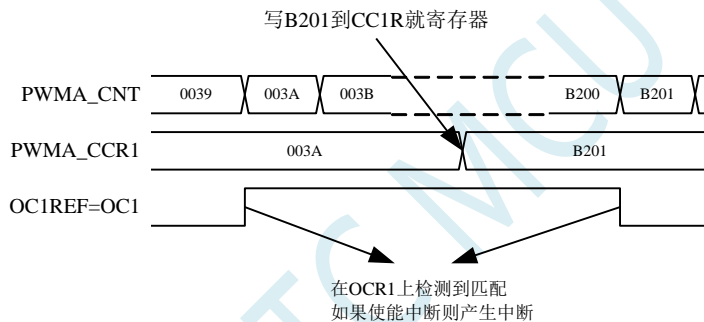 写B201到CC1R就寄存器
PWMA_CNT 0039 003A 003B B200 B201
PWMA_CCR1 003A B201
OC1REF=OC1
在OCR1上检测到匹配
如果使能中断则产生中断